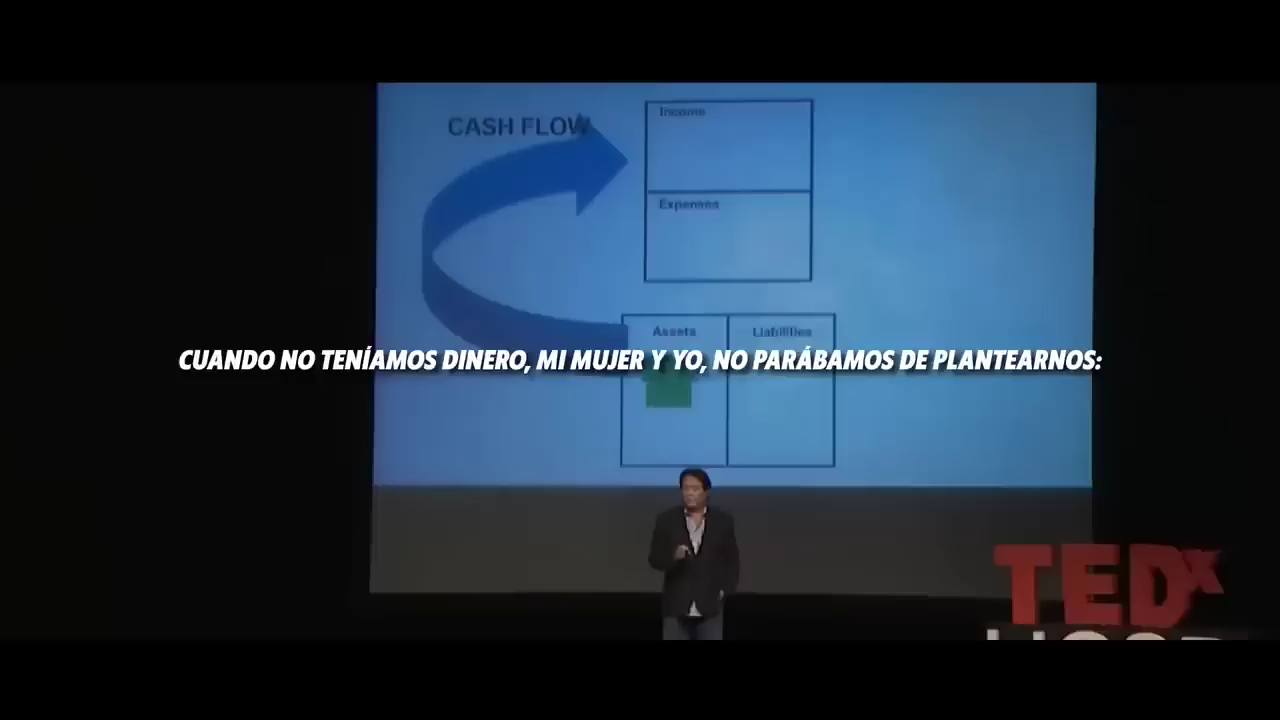 CASH FLOW
Income
Expenses
Assets
Liabilities
CUANDO NO TENÍAMOS DINERO, MI MUJER Y YO, NO PARÁBAMOS DE PLANTEARNOS:
TEDx